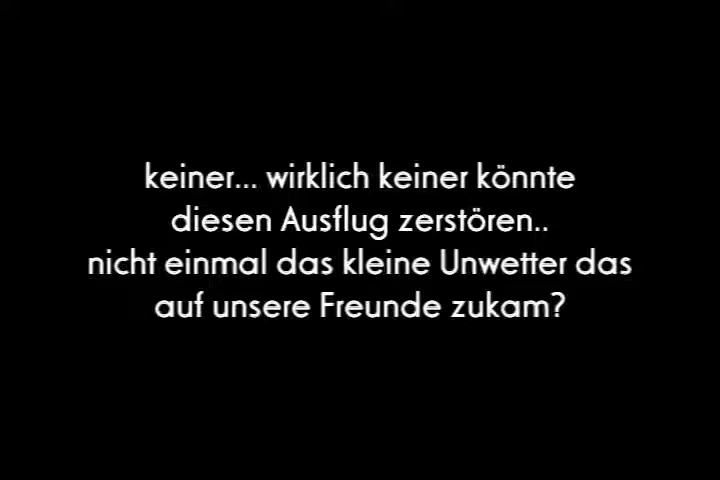 keiner... wirklich keiner könnte
diesen Ausflug zerstören..
nicht einmal das kleine Unwetter das
auf unsere Freunde zukam?